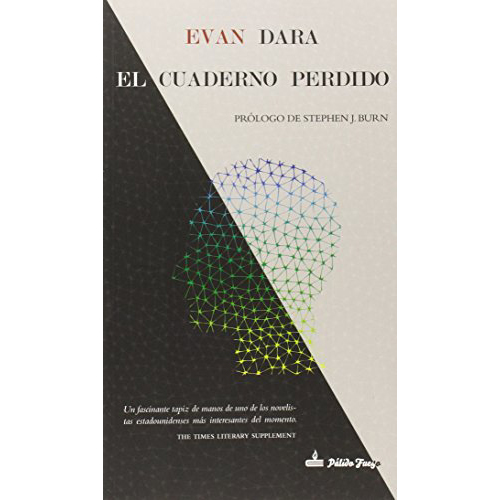 EVAN DARA
EL CUADERNO PERDIDO
PRÓLOGO DE STEPHEN J. BURN
Un fascinante tapiz de manos de uno de los novelis-
tas estadounidenses más interesantes del momento.
THE TIMES LITERARY SUPPLEMENT
Pálido Fuego